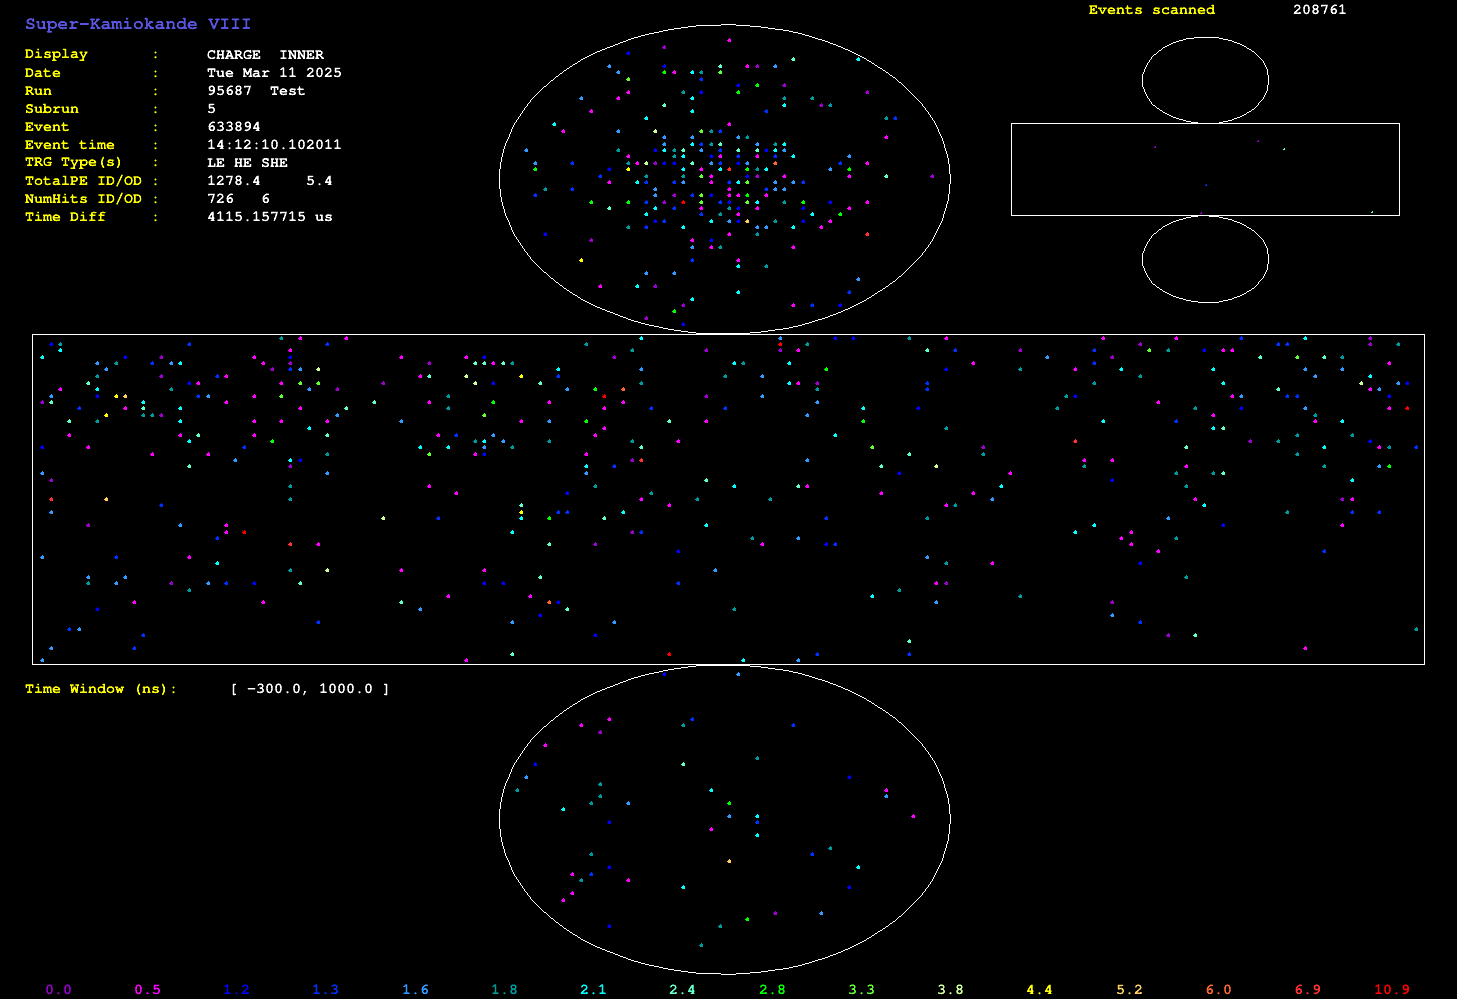 Super-Kamiokande VIII
Events scanned 208761
Display : CHARGE INNER
Date : Tue Mar 11 2025
Run : 95687 Test
Subrun : 5
Event : 633894
Event time : 14:12:10.102011
TRG Type(s) : LE HE SHE
TotalPE ID/OD : 1278.4 5.4
NumHits ID/OD : 726 6
Time Diff : 4115.157715 us
Time Window (ns): [ -300.0, 1000.0 ]
0.0 0.5 1.2 1.3 1.6 1.8 2.1 2.4 2.8 3.3 3.8 4.4 5.2 6.0 6.9 10.9